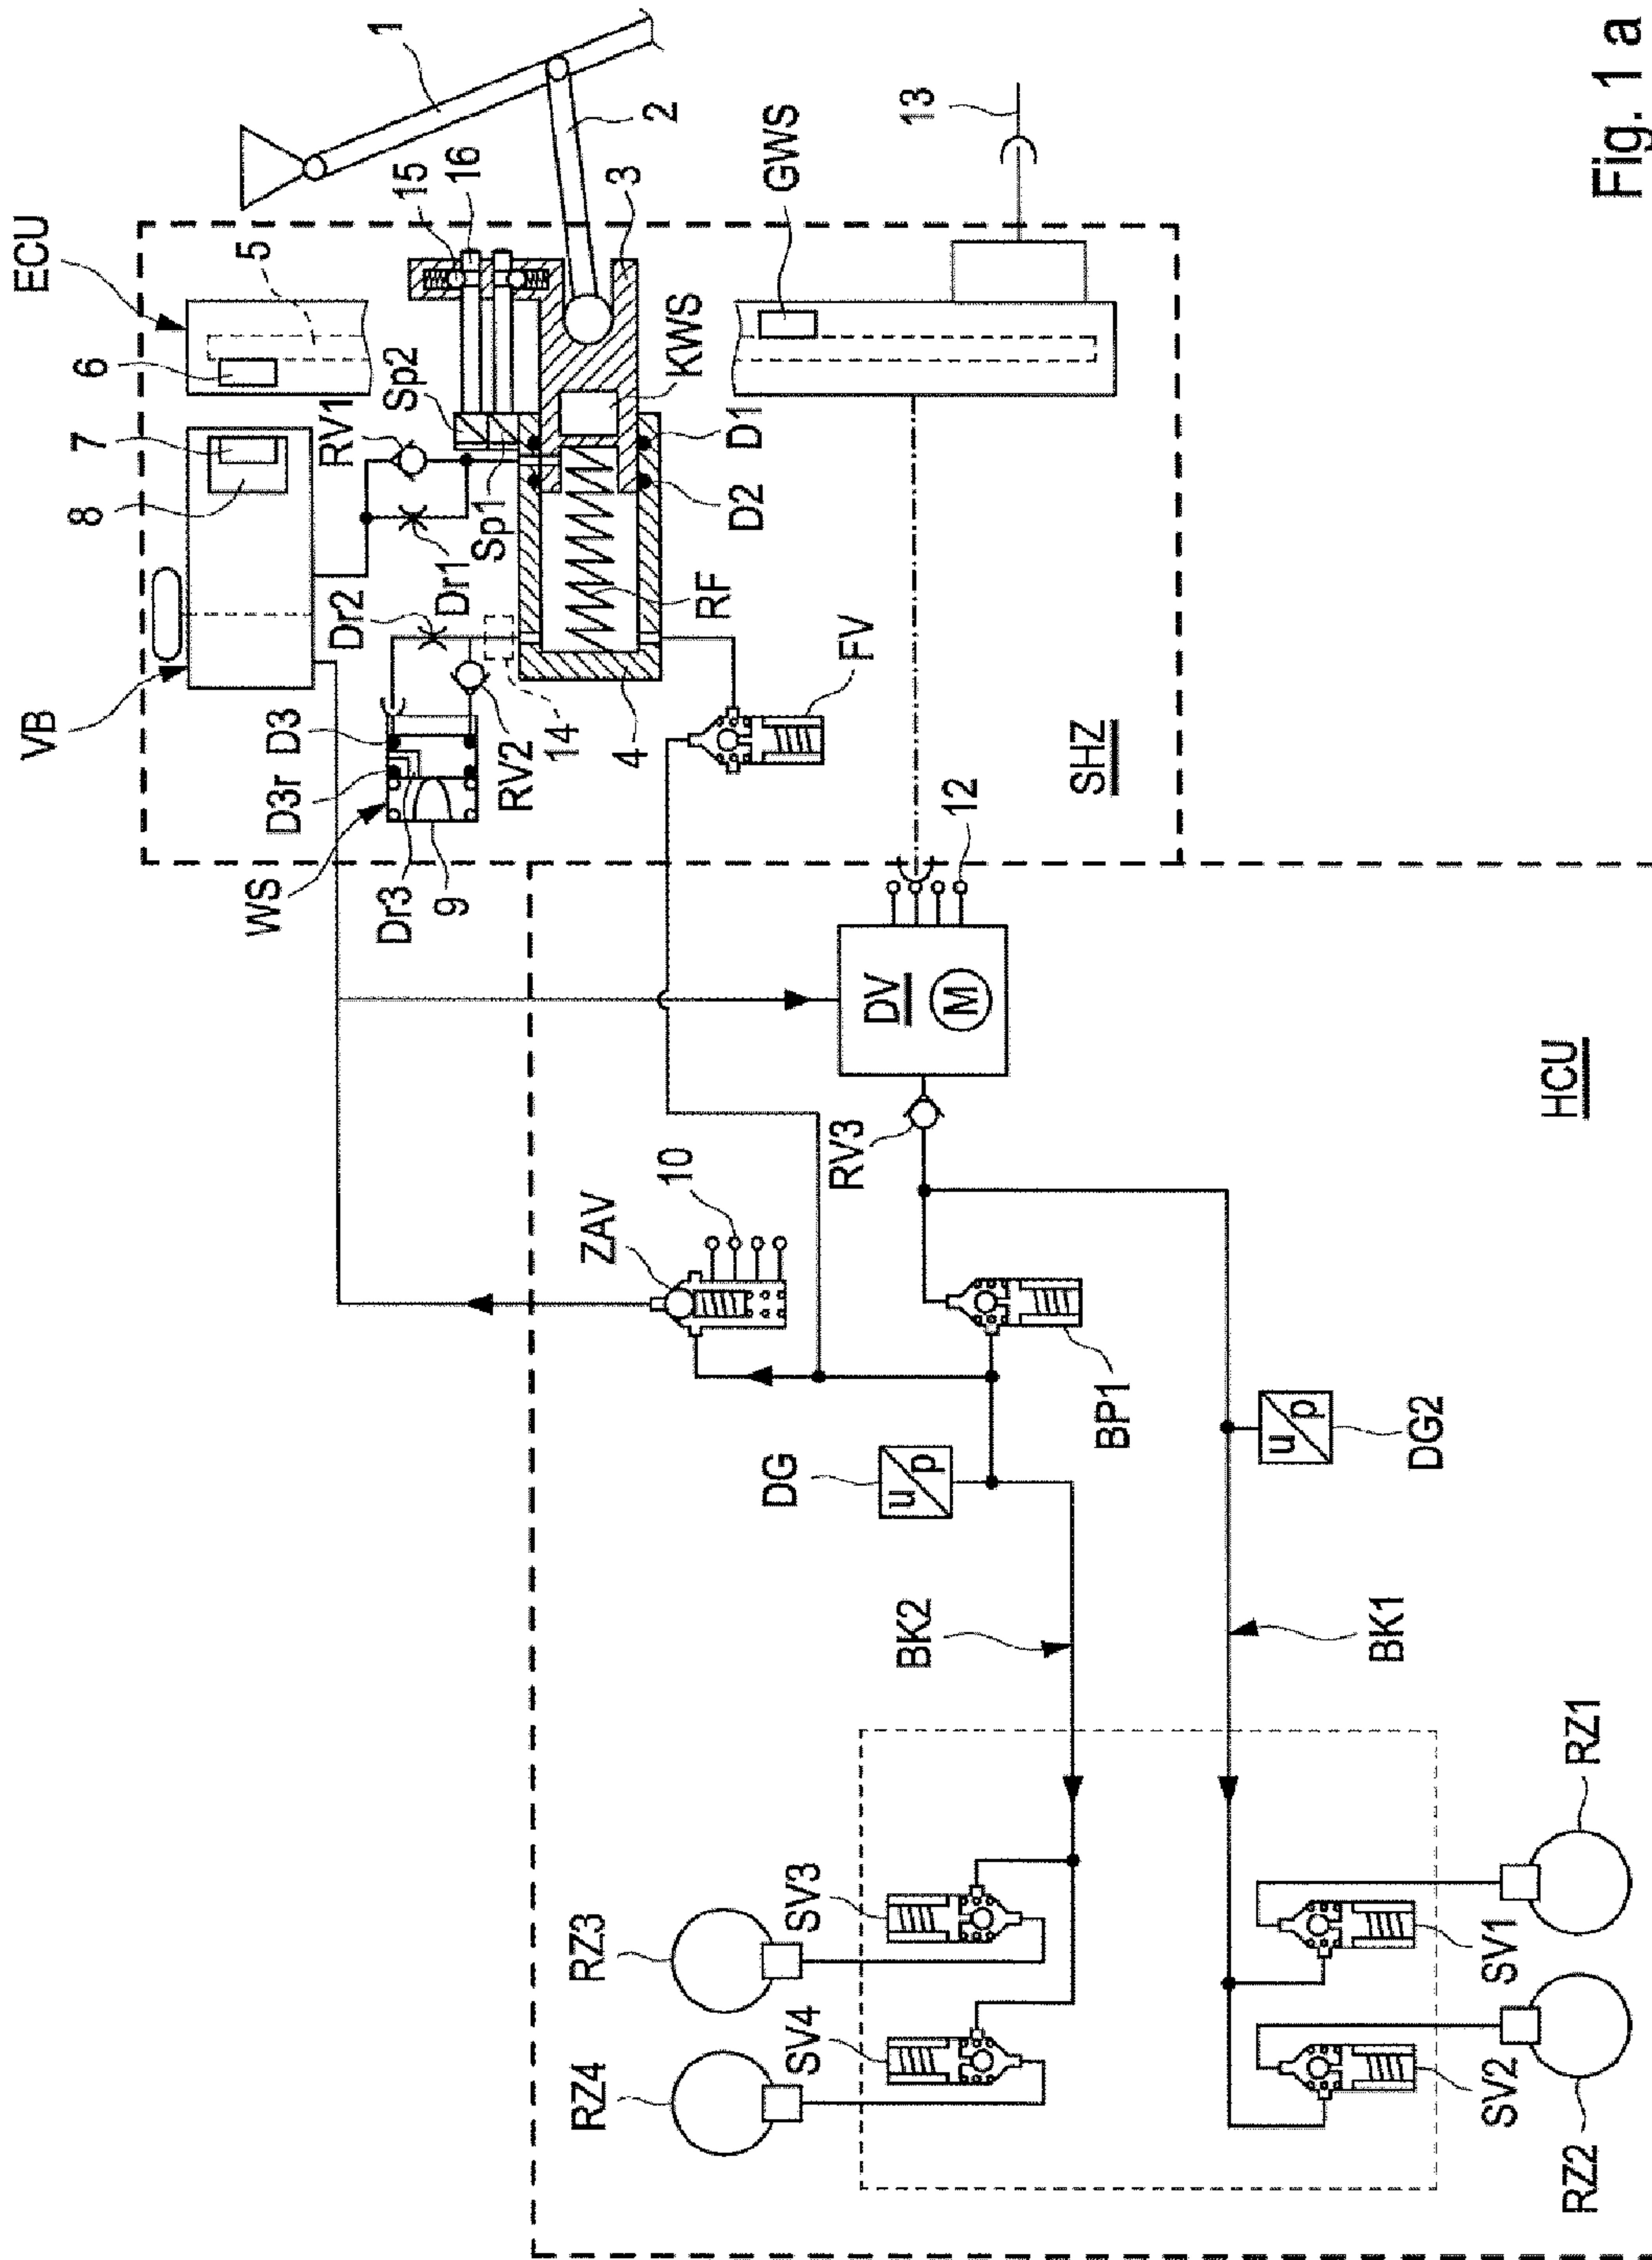 1
2
3
ECU
5
6
7
8
15
16
GWS
13
KWS
Sp2
Sp1
RV1
D1
D2
Dr1
Dr2
RF
VB
D3
D3r
RV2
14
4
FV
WS
Dr3
9
SHZ
12
DV
M
RV3
ZAV
10
HCU
BP1
DG
u
p
DG2
u
p
BK2
BK1
RZ3
SV3
RZ4
SV4
RZ1
SV1
SV2
RZ2
Fig. 1 a